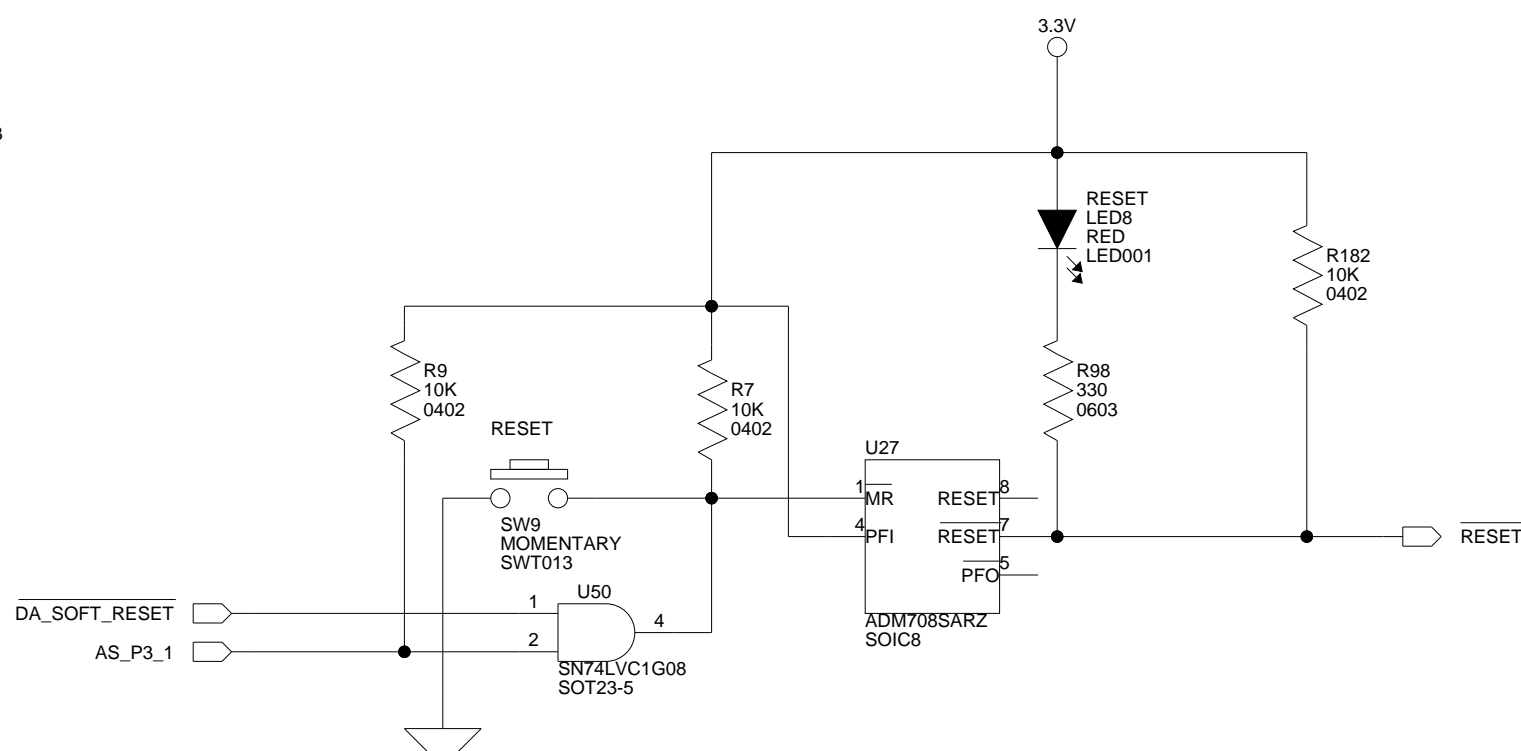 3.3V
3
RESET
LED8
RED
LED001
R182
10K
0402
R9
10K
0402
R7
10K
0402
R98
330
0603
RESET
U27
1
MR
RESET
8
SW9
MOMENTARY
SWT013
4
PFI
RESET
7
RESET
PFO
5
ADM708SARZ
SOIC8
U50
DA_SOFT_RESET
1
4
AS_P3_1
2
SN74LVC1G08
SOT23-5